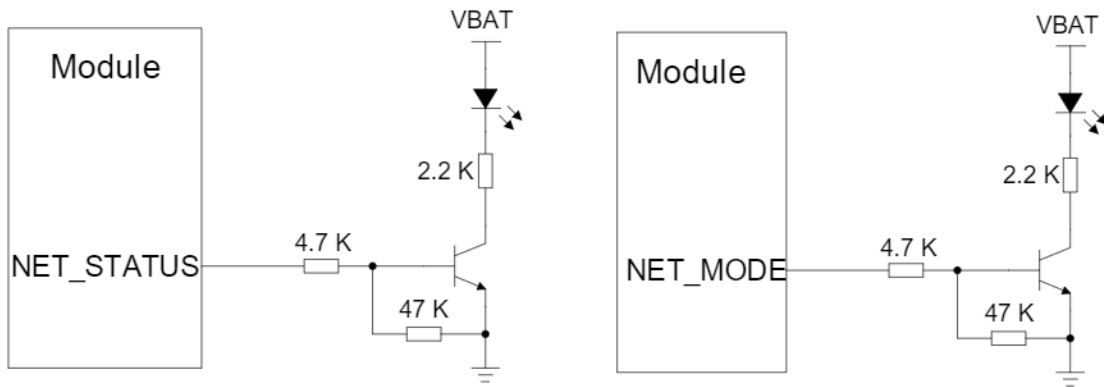 VBAT
Module
2.2 K
4.7 K
NET_STATUS
47 K
VBAT
Module
2.2 K
4.7 K
NET_MODE
47 K